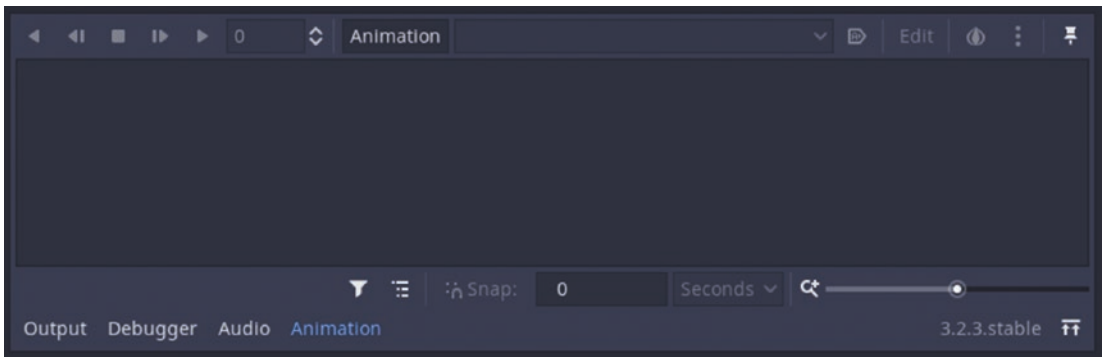 0 Animation Edit
Snap: 0 Seconds
Output Debugger Audio Animation 3.2.3.stable